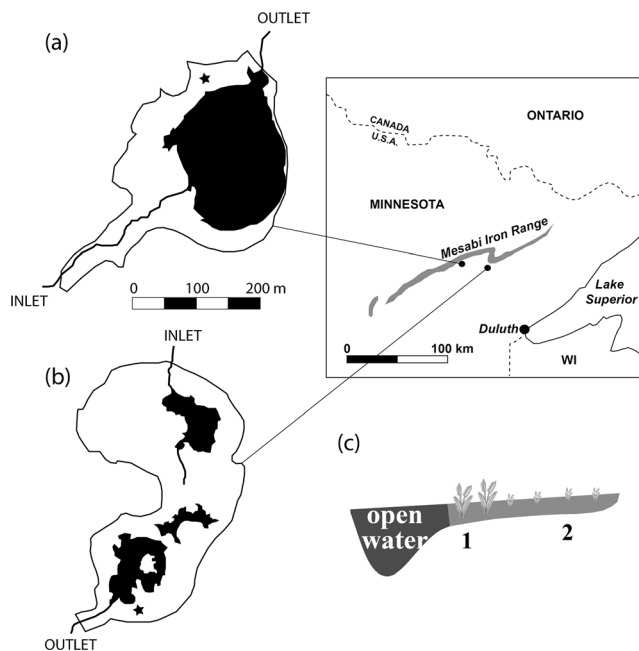 OUTLET
(a)
INLET
0 100 200 m
INLET
(b)
OUTLET
ONTARIO
CANADA
U.S.A.
MINNESOTA
Mesabi Iron Range
Lake
Superior
Duluth
0 100 km
WI
(c)
open
water
1 2